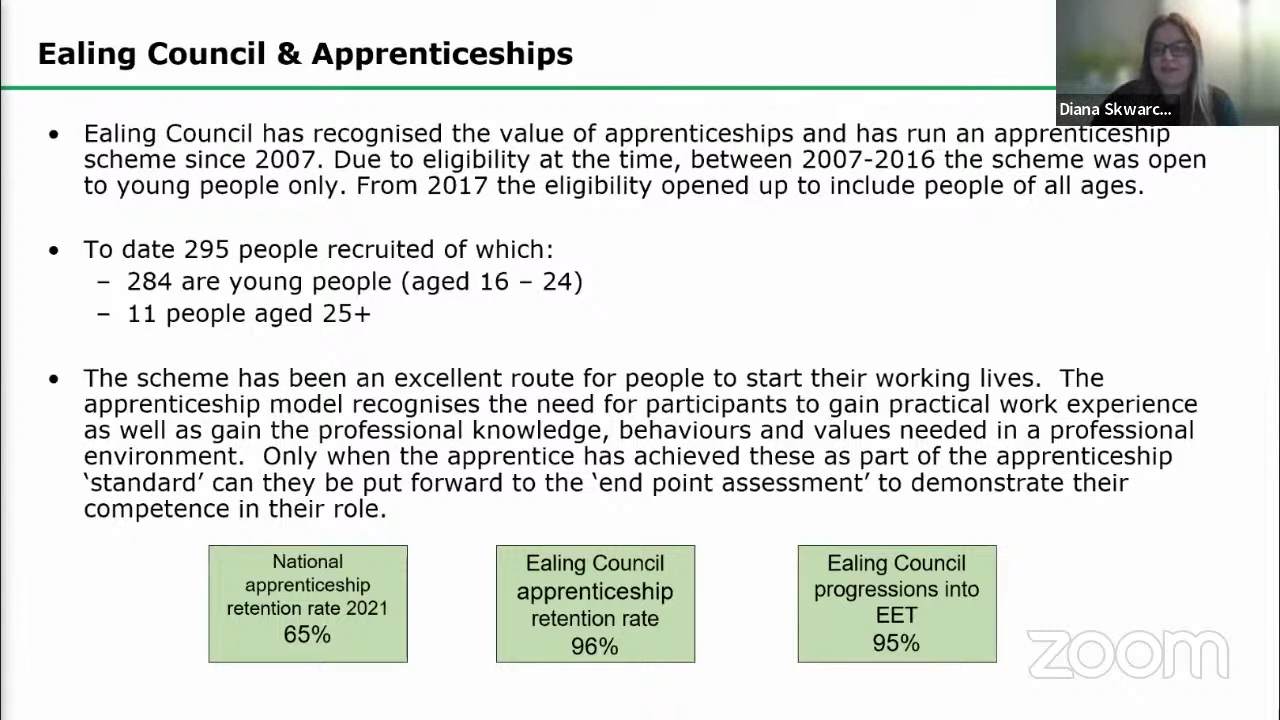 Ealing Council & Apprenticeships
Diana Skwarc...
• Ealing Council has recognised the value of apprenticeships and has run an apprenticeship
scheme since 2007. Due to eligibility at the time, between 2007-2016 the scheme was open
to young people only. From 2017 the eligibility opened up to include people of all ages.
• To date 295 people recruited of which:
– 284 are young people (aged 16 – 24)
– 11 people aged 25+
• The scheme has been an excellent route for people to start their working lives.  The
apprenticeship model recognises the need for participants to gain practical work experience
as well as gain the professional knowledge, behaviours and values needed in a professional
environment.  Only when the apprentice has achieved these as part of the apprenticeship
‘standard’ can they be put forward to the ‘end point assessment’ to demonstrate their
competence in their role.
National
apprenticeship
retention rate 2021
65%
Ealing Council
apprenticeship
retention rate
96%
Ealing Council
progressions into
EET
95%
zoom